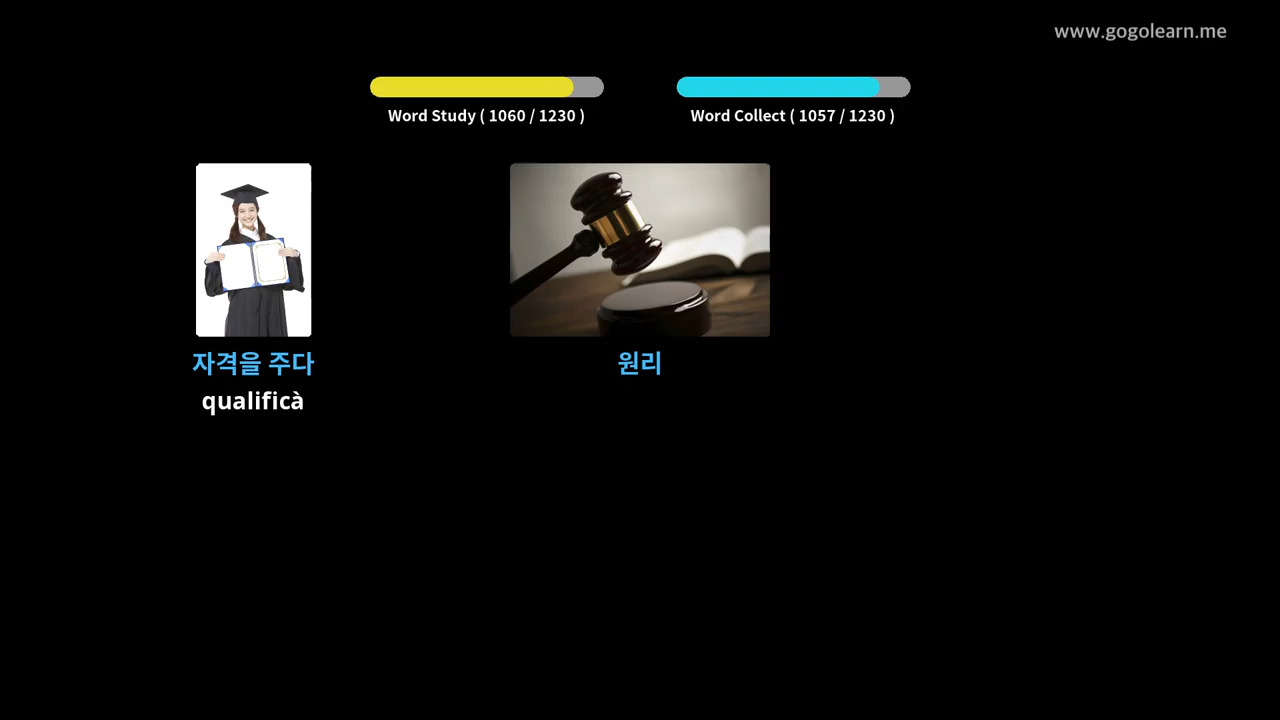 www.gogolearn.me
Word Study ( 1060 / 1230 )
Word Collect ( 1057 / 1230 )
자격을 주다
원리
qualificà